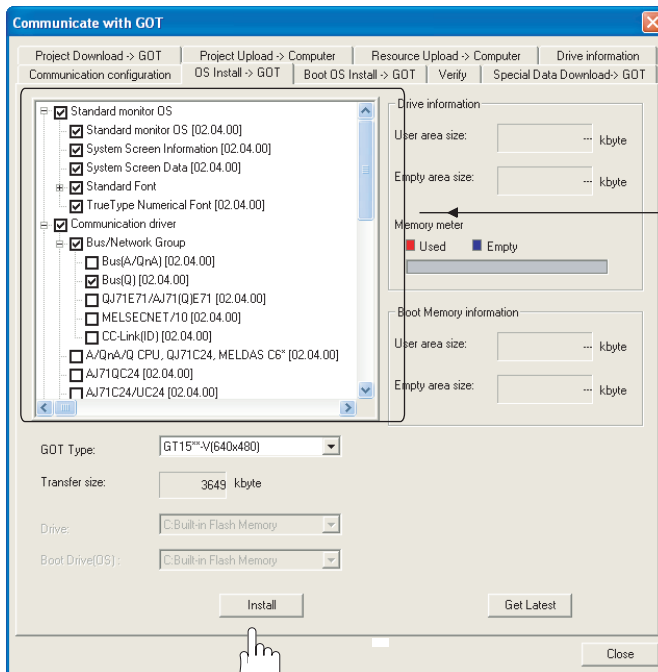 Communicate with GOT
Project Download -> GOT
Project Upload -> Computer
Resource Upload -> Computer
Drive information
Communication configuration
OS Install -> GOT
Boot OS Install -> GOT
Verify
Special Data Download-> GOT
Standard monitor OS
Standard monitor OS [02.04.00]
System Screen Information [02.04.00]
System Screen Data [02.04.00]
Standard Font
TrueType Numerical Font [02.04.00]
Communication driver
Bus/Network Group
Bus(A/QnA) [02.04.00]
Bus(Q) [02.04.00]
QJ71E71/AJ71(Q)E71 [02.04.00]
MELSECNET/10 [02.04.00]
CC-Link(ID) [02.04.00]
A/QnA/Q CPU, QJ71C24, MELDAS C6* [02.04.00]
AJ71QC24 [02.04.00]
AJ71C24/UC24 [02.04.00]
Drive information
User area size: --- kbyte
Empty area size: --- kbyte
Memory meter
Used Empty
Boot Memory information
User area size: --- kbyte
Empty area size: --- kbyte
GOT Type: GT15**-V(640x480)
Transfer size: 3649 kbyte
Drive: C:Built-in Flash Memory
Boot Drive(OS) : C:Built-in Flash Memory
Install
Get Latest
Close